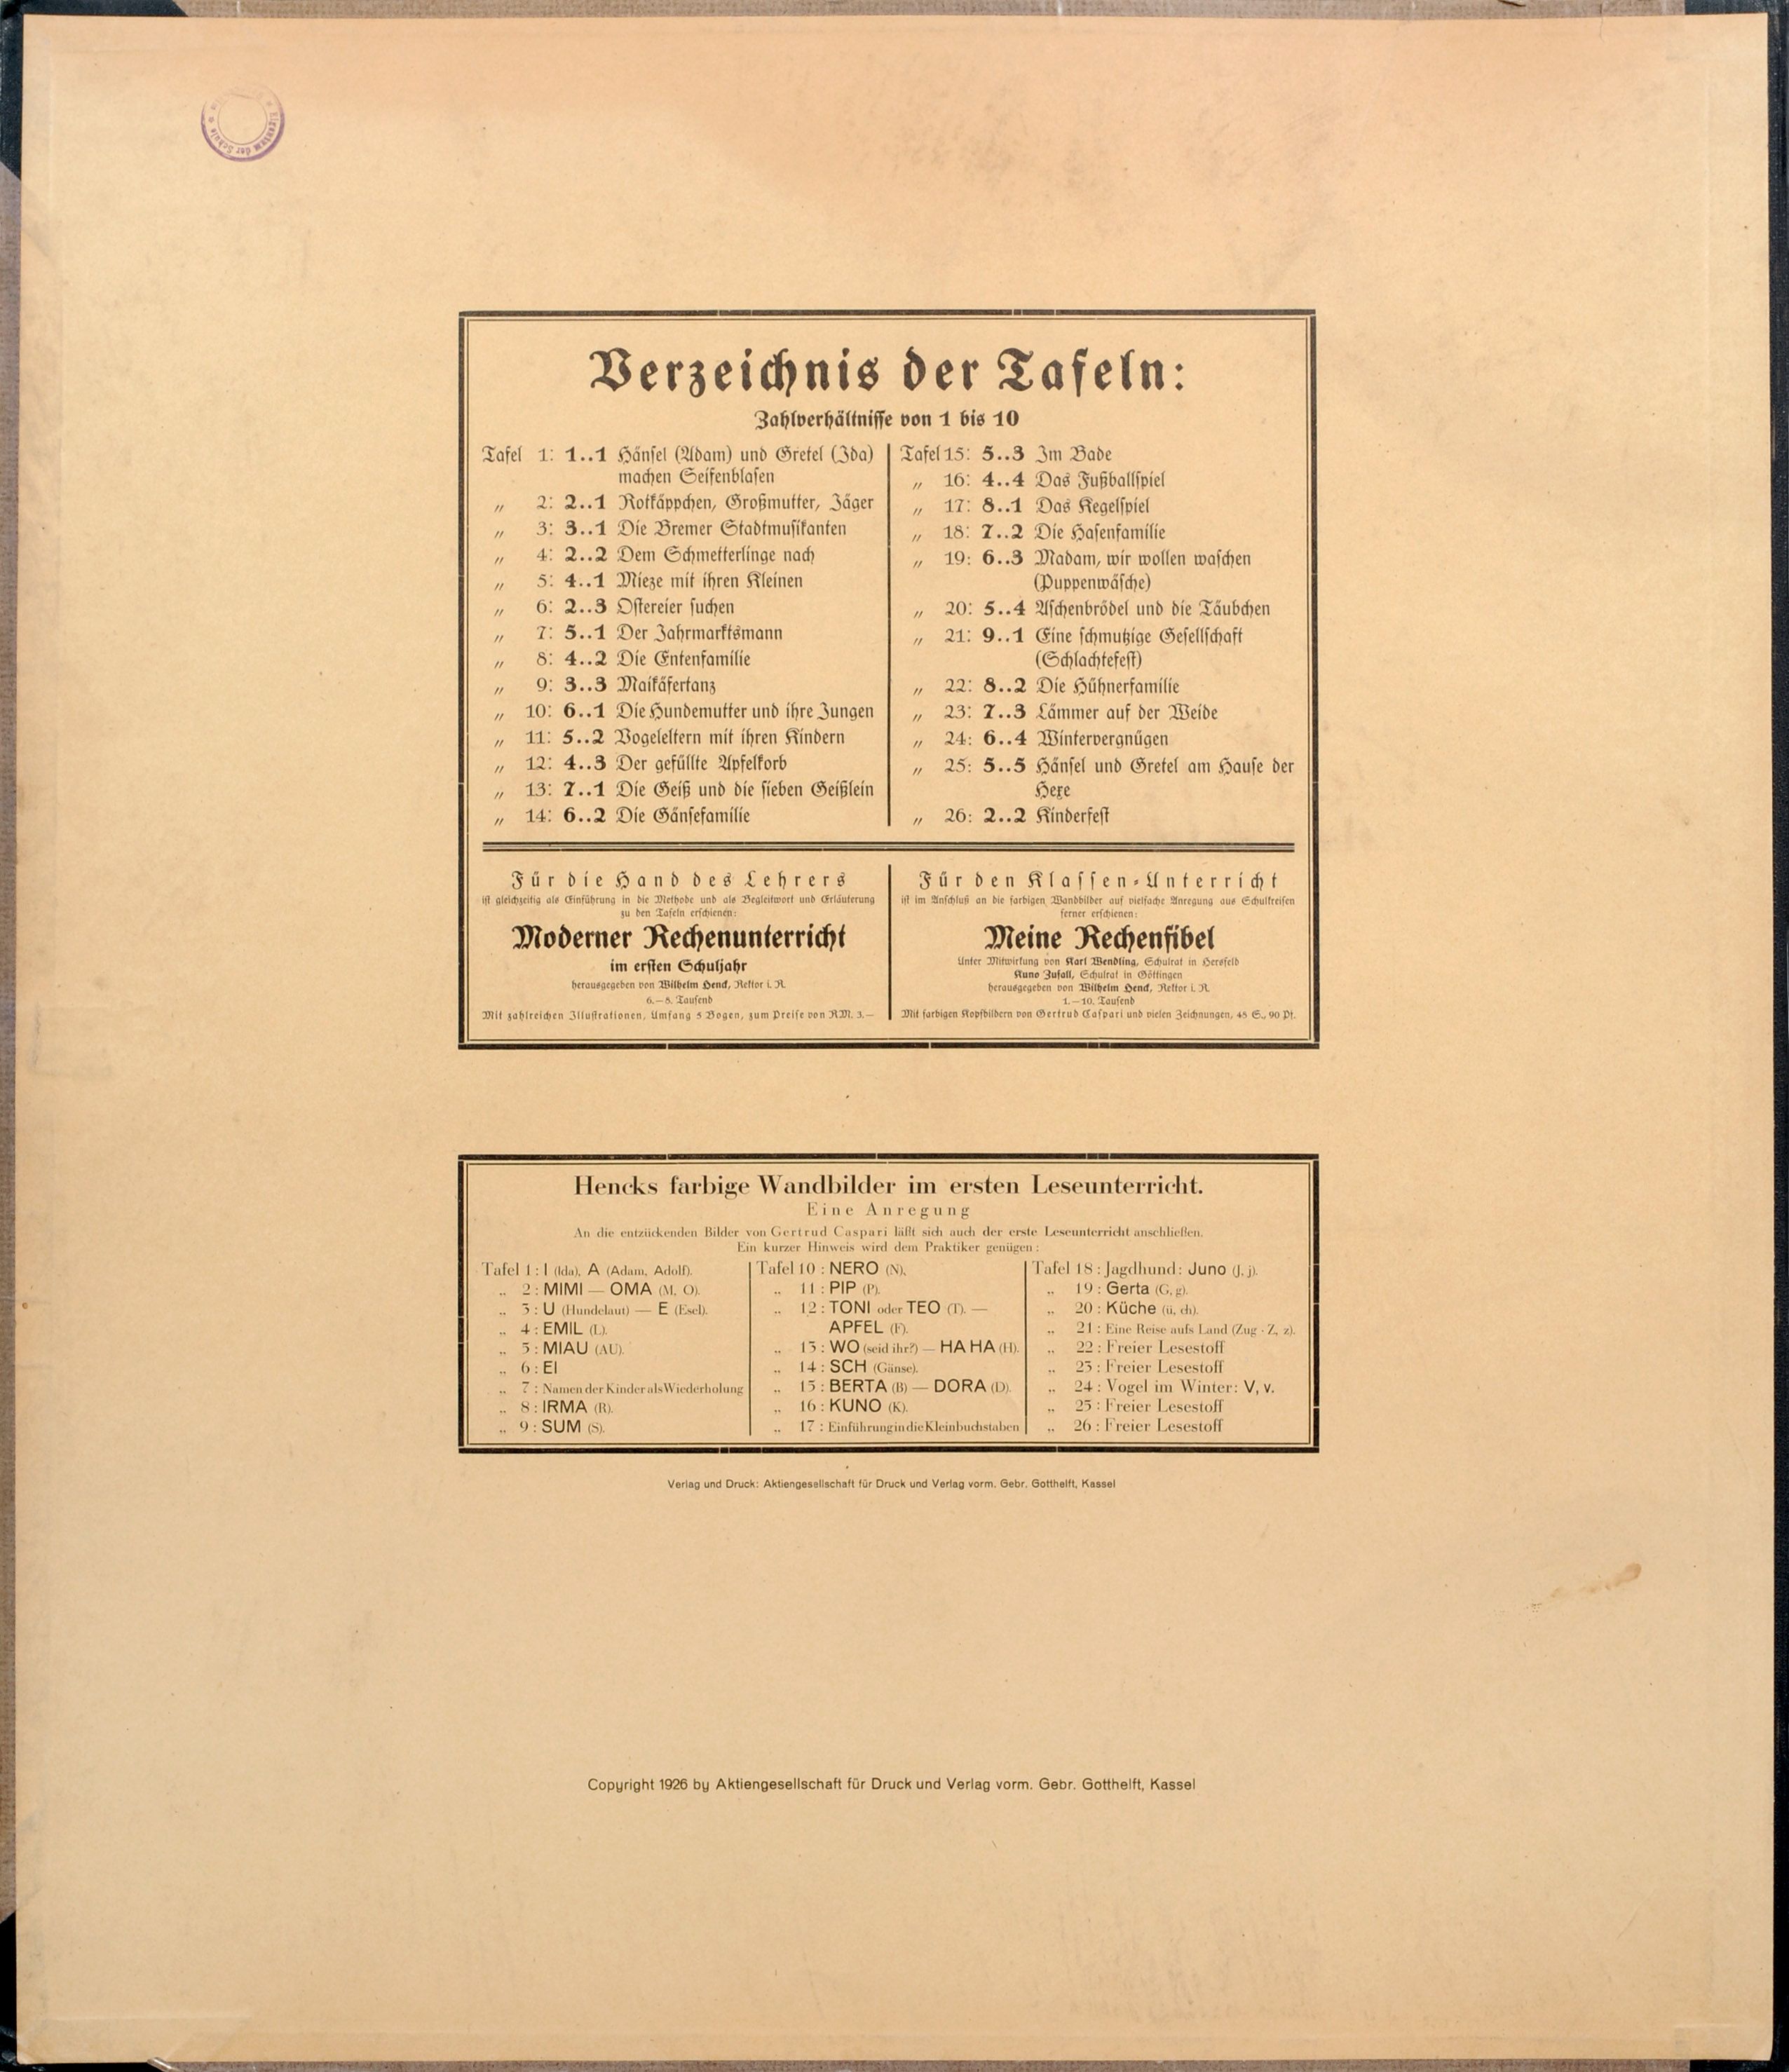 Eigentum der Schule
Verzeichnis der Tafeln:
Zahlverhältnisse von 1 bis 10
Tafel 1: 1..1 Hänsel (Adam) und Gretel (Ida)
machen Seifenblasen
„ 2: 2..1 Rotkäppchen, Großmutter, Jäger
„ 3: 3..1 Die Bremer Stadtmusikanten
„ 4: 2..2 Dem Schmetterlinge nach
„ 5: 4..1 Mieze mit ihren Kleinen
„ 6: 2..3 Ostereier suchen
„ 7: 5..1 Der Jahrmarktsmann
„ 8: 4..2 Die Entenfamilie
„ 9: 3..3 Maikäfertanz
„ 10: 6..1 Die Hundemutter und ihre Jungen
„ 11: 5..2 Vogeleltern mit ihren Kindern
„ 12: 4..3 Der gefüllte Apfelkorb
„ 13: 7..1 Die Geiß und die sieben Geißlein
„ 14: 6..2 Die Gänsefamilie
Tafel 15: 5..3 Im Bade
„ 16: 4..4 Das Fußballspiel
„ 17: 8..1 Das Kegelspiel
„ 18: 7..2 Die Hasenfamilie
„ 19: 6..3 Madam, wir wollen waschen
(Puppenwäsche)
„ 20: 5..4 Aschenbrödel und die Täubchen
„ 21: 9..1 Eine schmutzige Gesellschaft
(Schlachtefest)
„ 22: 8..2 Die Hühnerfamilie
„ 23: 7..3 Lämmer auf der Weide
„ 24: 6..4 Wintervergnügen
„ 25: 5..5 Hänsel und Gretel am Hause der
Hexe
„ 26: 2..2 Kinderfest
Für die Hand des Lehrers
ist gleichzeitig als Einführung in die Methode und als Begleitwort und Erläuterung
zu den Tafeln erschienen:
Moderner Rechenunterricht
im ersten Schuljahr
herausgegeben von Wilhelm Henck, Rektor i. R.
6.—8. Tausend
Mit zahlreichen Illustrationen, Umfang 5 Bogen, zum Preise von RM. 3.—
Für den Klassen-Unterricht
ist im Anschluß an die farbigen Wandbilder auf vielfache Anregung aus Schulkreisen
ferner erschienen:
Meine Rechenfibel
Unter Mitwirkung von Karl Wendling, Schulrat in Hersfeld
Kuno Zufall, Schulrat in Göttingen
herausgegeben von Wilhelm Henck, Rektor i. R.
1.—10. Tausend
Mit farbigen Kopfbildern von Gertrud Caspari und vielen Zeichnungen, 48 S., 90 Pf.
Hencks farbige Wandbilder im ersten Leseunterricht.
Eine Anregung
An die entzückenden Bilder von Gertrud Caspari läßt sich auch der erste Leseunterricht anschließen.
Ein kurzer Hinweis wird dem Praktiker genügen:
Tafel 1: I (Ida), A (Adam, Adolf).
„ 2: MIMI — OMA (M, O).
„ 3: U (Hundelaut) — E (Esel).
„ 4: EMIL (L).
„ 5: MIAU (AU).
„ 6: EI
„ 7: Namen der Kinder als Wiederholung
„ 8: IRMA (R).
„ 9: SUM (S).
Tafel 10: NERO (N),
„ 11: PIP (P).
„ 12: TONI oder TEO (T). —
APFEL (F).
„ 13: WO (seid ihr?) — HA HA (H).
„ 14: SCH (Gänse).
„ 15: BERTA (B) — DORA (D).
„ 16: KUNO (K).
„ 17: Einführung in die Kleinbuchstaben
Tafel 18: Jagdhund: Juno (J, j).
„ 19: Gerta (G, g).
„ 20: Küche (ü, ch).
„ 21: Eine Reise aufs Land (Zug - Z, z).
„ 22: Freier Lesestoff
„ 23: Freier Lesestoff
„ 24: Vogel im Winter: V, v.
„ 25: Freier Lesestoff
„ 26: Freier Lesestoff
Verlag und Druck: Aktiengesellschaft für Druck und Verlag vorm. Gebr. Gotthelft, Kassel
Copyright 1926 by Aktiengesellschaft für Druck und Verlag vorm. Gebr. Gotthelft, Kassel